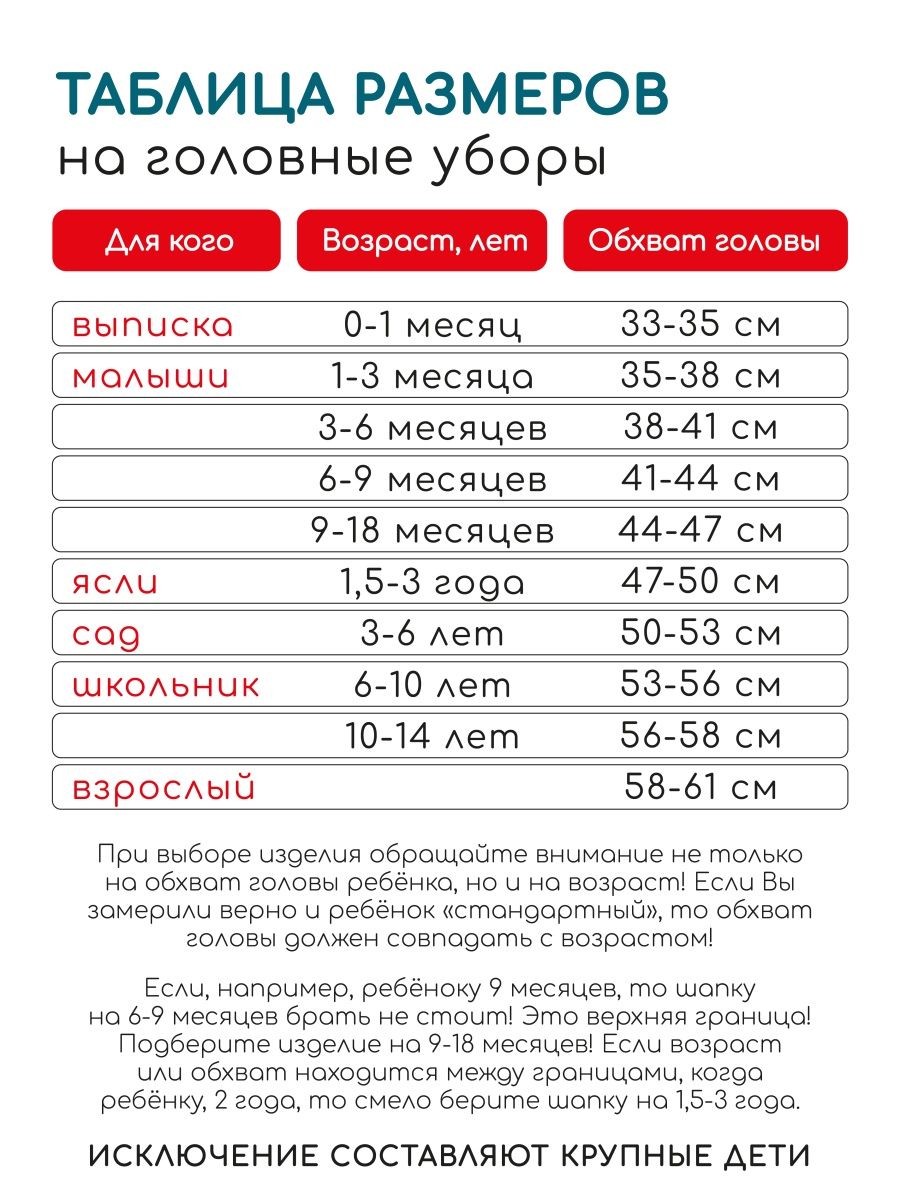 ТАБЛИЦА РАЗМЕРОВ
на головные уборы
Для кого Возраст, лет Обхват головы
выписка 0-1 месяц 33-35 см
малыши 1-3 месяца 35-38 см
3-6 месяцев 38-41 см
6-9 месяцев 41-44 см
9-18 месяцев 44-47 см
ясли 1,5-3 года 47-50 см
сад 3-6 лет 50-53 см
школьник 6-10 лет 53-56 см
10-14 лет 56-58 см
взрослый 58-61 см
При выборе изделия обращайте внимание не только
на обхват головы ребёнка, но и на возраст! Если Вы
замерили верно и ребёнок «стандартный», то обхват
головы должен совпадать с возрастом!
Если, например, ребёноку 9 месяцев, то шапку
на 6-9 месяцев брать не стоит! Это верхняя граница!
Подберите изделие на 9-18 месяцев! Если возраст
или обхват находится между границами, когда
ребёнку, 2 года, то смело берите шапку на 1,5-3 года.
ИСКЛЮЧЕНИЕ СОСТАВЛЯЮТ КРУПНЫЕ ДЕТИ